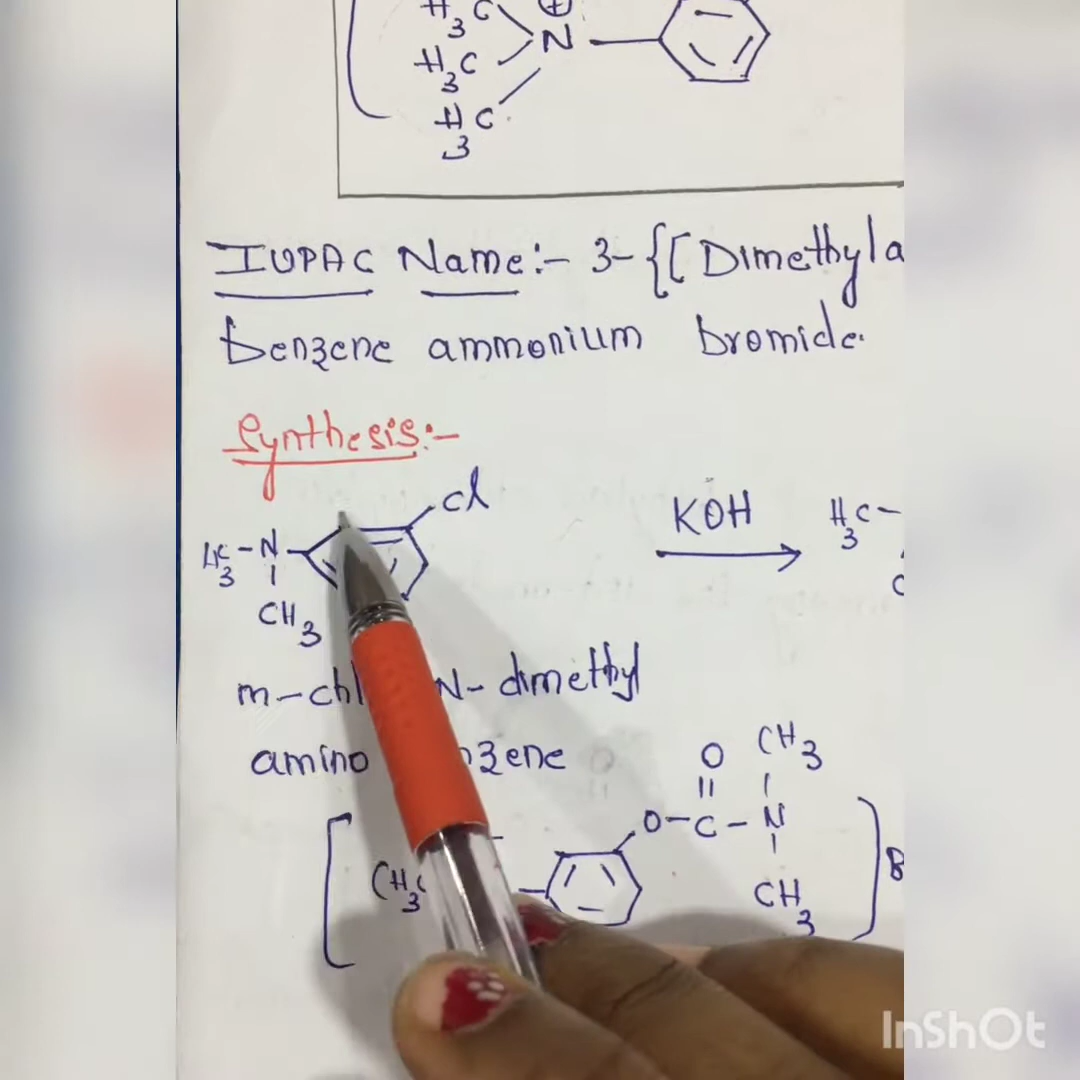 H3C ⊕
H3C N
H3C
IUPAC Name:- 3-{[Dimethyla
benzene ammonium bromide.
Synthesis:-
Cl
H3C-N KOH H3C-
CH3
m-chl N-dimethyl
amino nzene
O CH3
O-C-N
CH3
CH3
InShOt